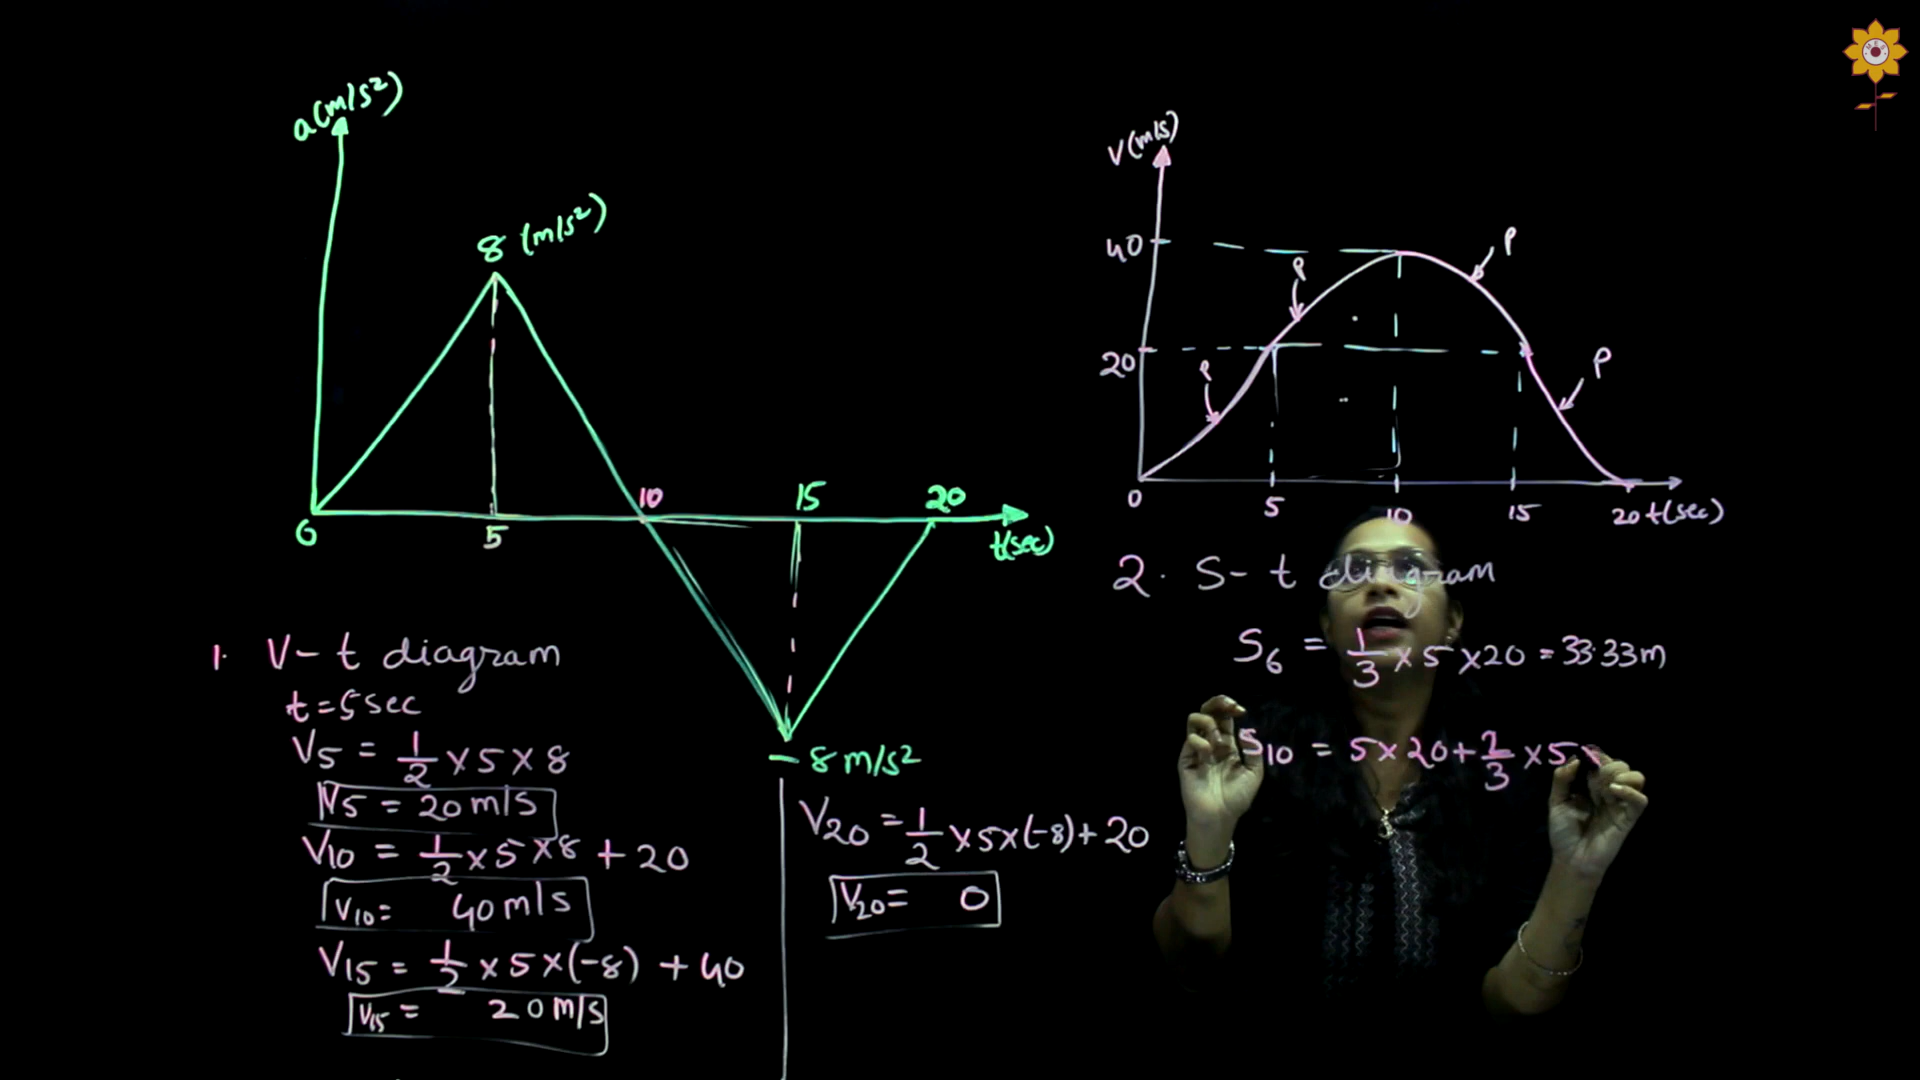 a(m/s²)
8 (m/s²)
0
5
10
15
20
t(sec)
-8 m/s²
1. V-t diagram
t=5sec
V5 = 1/2 x 5 x 8
V5 = 20 m/s
V10 = 1/2 x 5 x 8 + 20
V10 = 40 m/s
V15 = 1/2 x 5 x (-8) + 40
V15 = 20 m/s
V20 = 1/2 x 5 x (-8) + 20
V20 = 0
V(m/s)
40
20
P
P
P
P
0
5
10
15
20 t(sec)
2. S-t diagram
S6 = 1/3 x 5 x 20 = 33.33m
S10 = 5 x 20 + 2/3 x 5 x